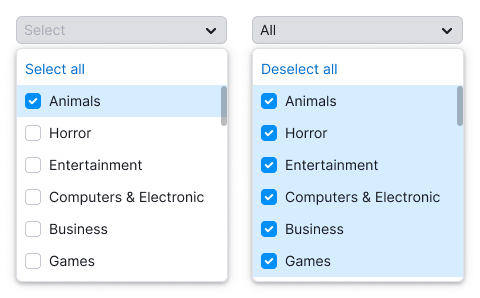 Select
Select all
Animals
Horror
Entertainment
Computers & Electronic
Business
Games
All
Deselect all
Animals
Horror
Entertainment
Computers & Electronic
Business
Games